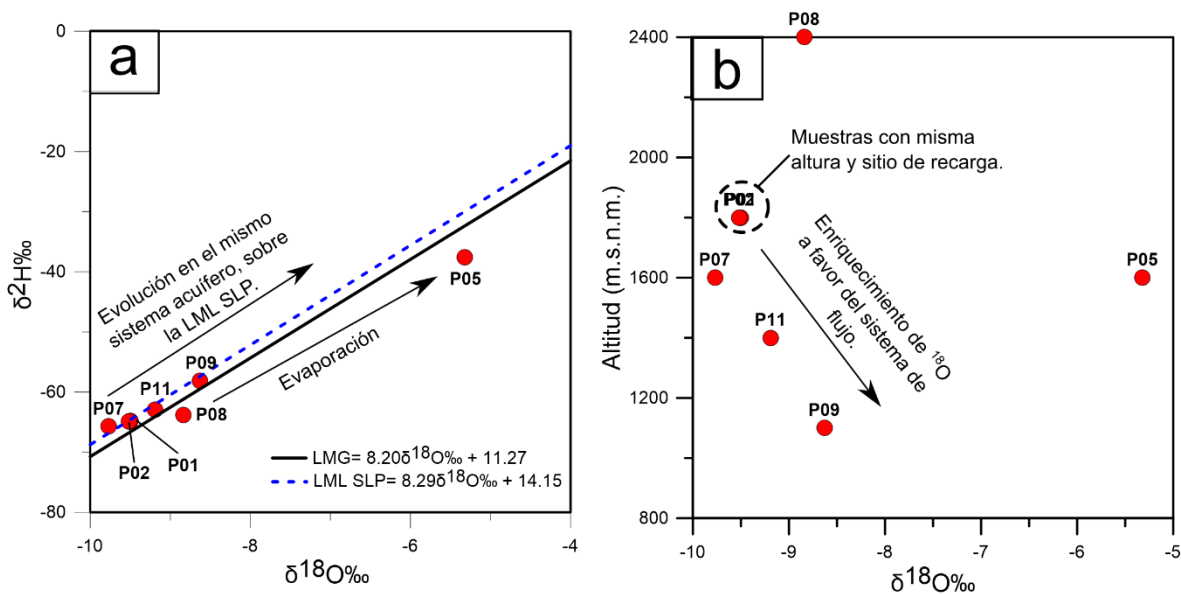 a
0
-20
-40
-60
-80
-10
-8
-6
-4
δ²H‰
δ¹⁸O‰
Evolución en el mismo
sistema acuífero, sobre
la LML SLP.
Evaporación
P05
P09
P11
P07
P08
P01
P02
LMG= 8.20δ¹⁸O‰ + 11.27
LML SLP= 8.29δ¹⁸O‰ + 14.15
b
2400
2000
1600
1200
800
-10
-9
-8
-7
-6
-5
Altitud (m.s.n.m.)
δ¹⁸O‰
P08
Muestras con misma
altura y sitio de recarga.
P07
P05
P11
P09
Enriquecimiento de ¹⁸O
a favor del sistema de
flujo.